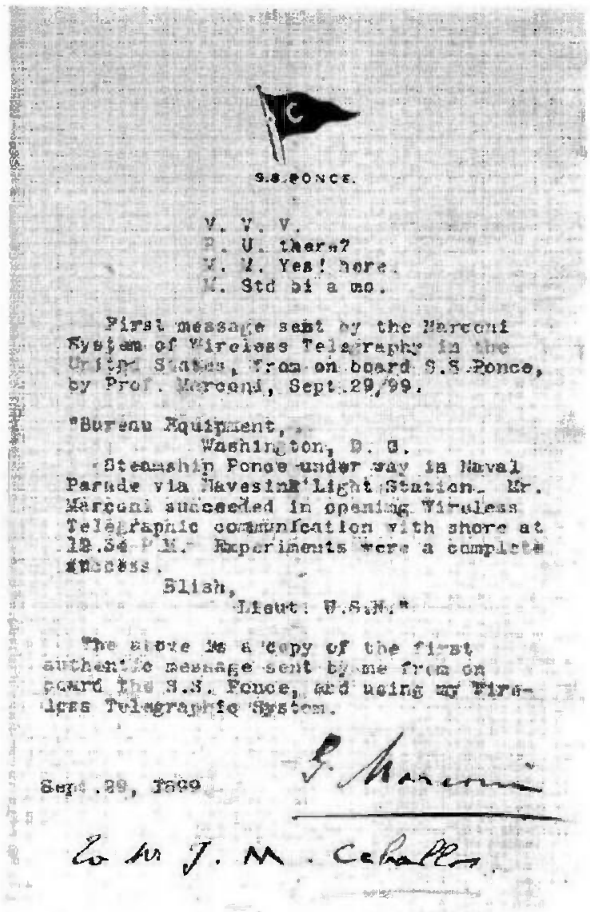 C
S.S.PONCE.
V. V. V.
R. U. there?
M. M. Yes! here.
M. Std bi a mo.
First message sent by the Marconi
System of Wireless Telegraphy in the
United States, from on board S.S.Ponce,
by Prof. Marconi, Sept.29/99.
"Bureau Equipment,
Washington, D. C.
Steamship Ponce under way in Naval
Parade via Navesink Light Station. Mr.
Marconi succeeded in opening Wireless
Telegraphic communication with shore at
12.34 P.M. Experiments were a complete
success.
Blish,
Lieut. U.S.N."
The above is a copy of the first
authentic message sent by me from on
board the S.S. Ponce, and using my Wire-
less Telegraphic System.
G. Marconi
Sept.29, 1899
To Mr J. M. Ceballos.